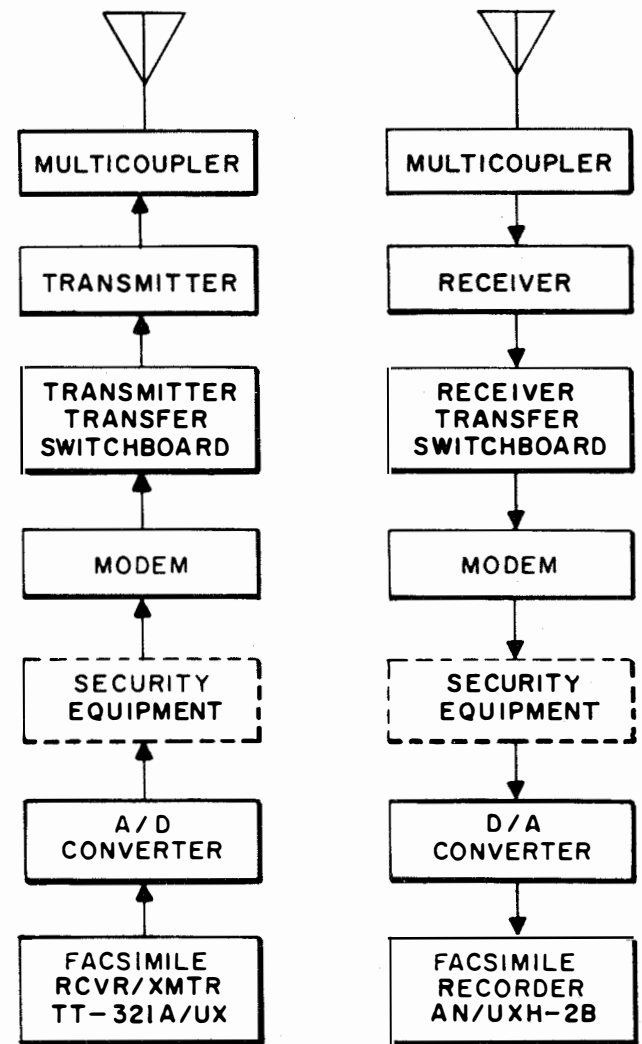 MULTICOUPLER
TRANSMITTER
TRANSMITTER
TRANSFER
SWITCHBOARD
MODEM
SECURITY
EQUIPMENT
A/D
CONVERTER
FACSIMILE
RCVR/XMTR
TT-321A/UX
MULTICOUPLER
RECEIVER
RECEIVER
TRANSFER
SWITCHBOARD
MODEM
SECURITY
EQUIPMENT
D/A
CONVERTER
FACSIMILE
RECORDER
AN/UXH-2B